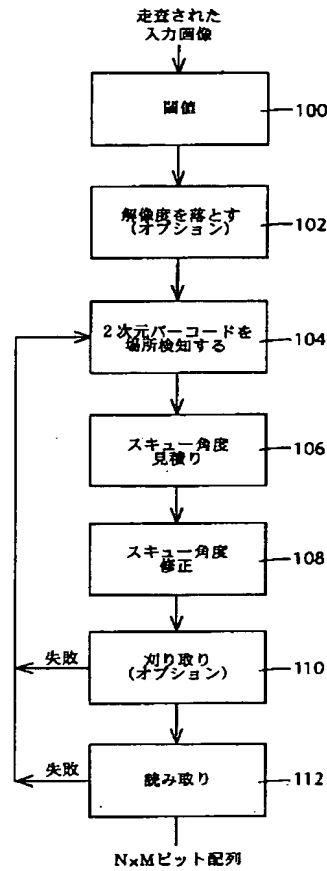 走査された
入力画像
閾値
100
解像度を落とす
(オプション)
102
2次元バーコードを
場所検知する
104
スキュー角度
見積り
106
スキュー角度
修正
108
失敗
刈り取り
(オプション)
110
失敗
読み取り
112
N×Mビット配列